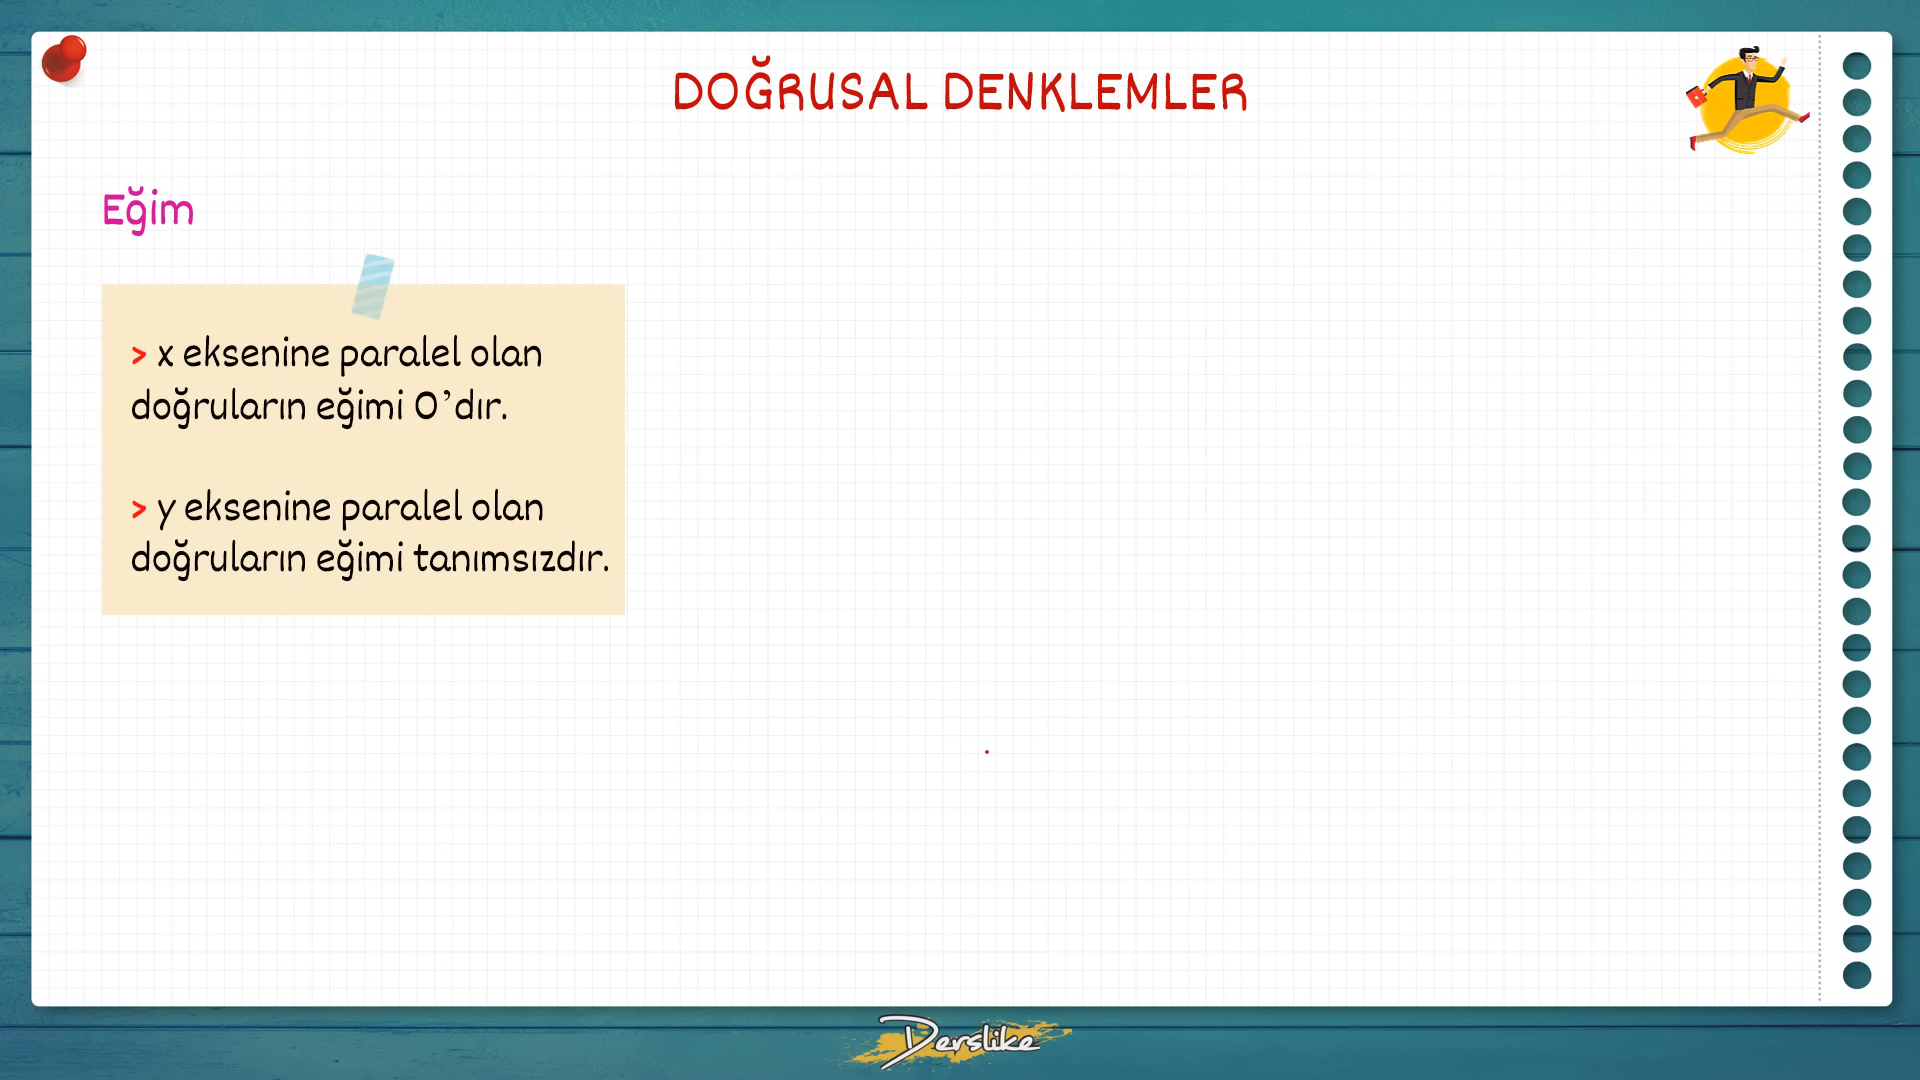 DOĞRUSAL DENKLEMLER
Eğim
> x eksenine paralel olan
doğruların eğimi 0’dır.
> y eksenine paralel olan
doğruların eğimi tanımsızdır.
Derslike